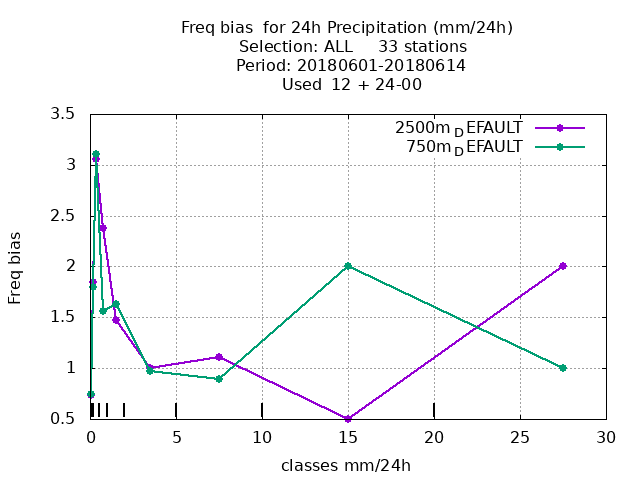 Freq bias  for 24h Precipitation (mm/24h)
Selection: ALL     33 stations
Period: 20180601-20180614
Used  12 + 24-00
2500m_DEFAULT
750m_DEFAULT
3.5
3
2.5
2
1.5
1
0.5
Freq bias
0 5 10 15 20 25 30
classes mm/24h